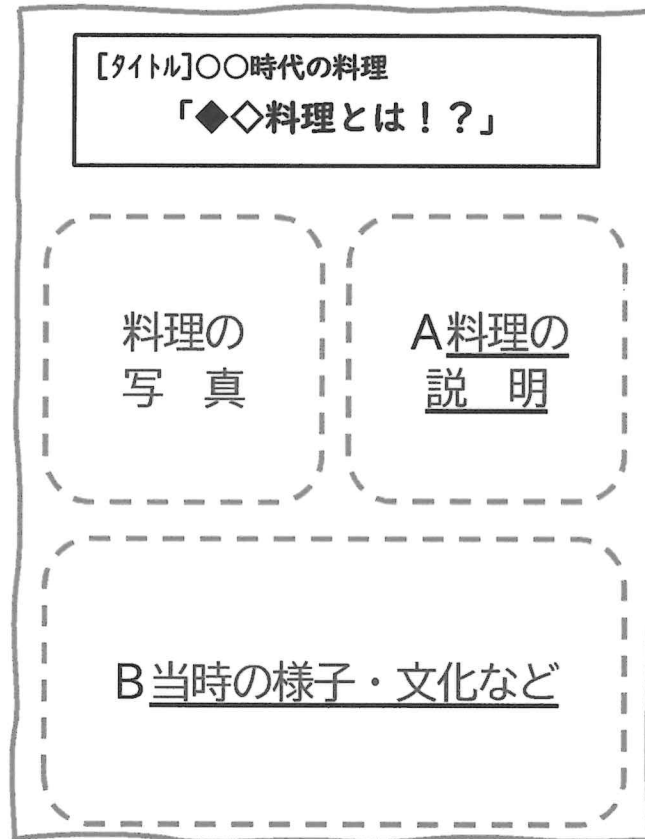 [タイトル]○○時代の料理
「◆◇料理とは！？」
料理の
写　真
A料理の
説　明
B当時の様子・文化など